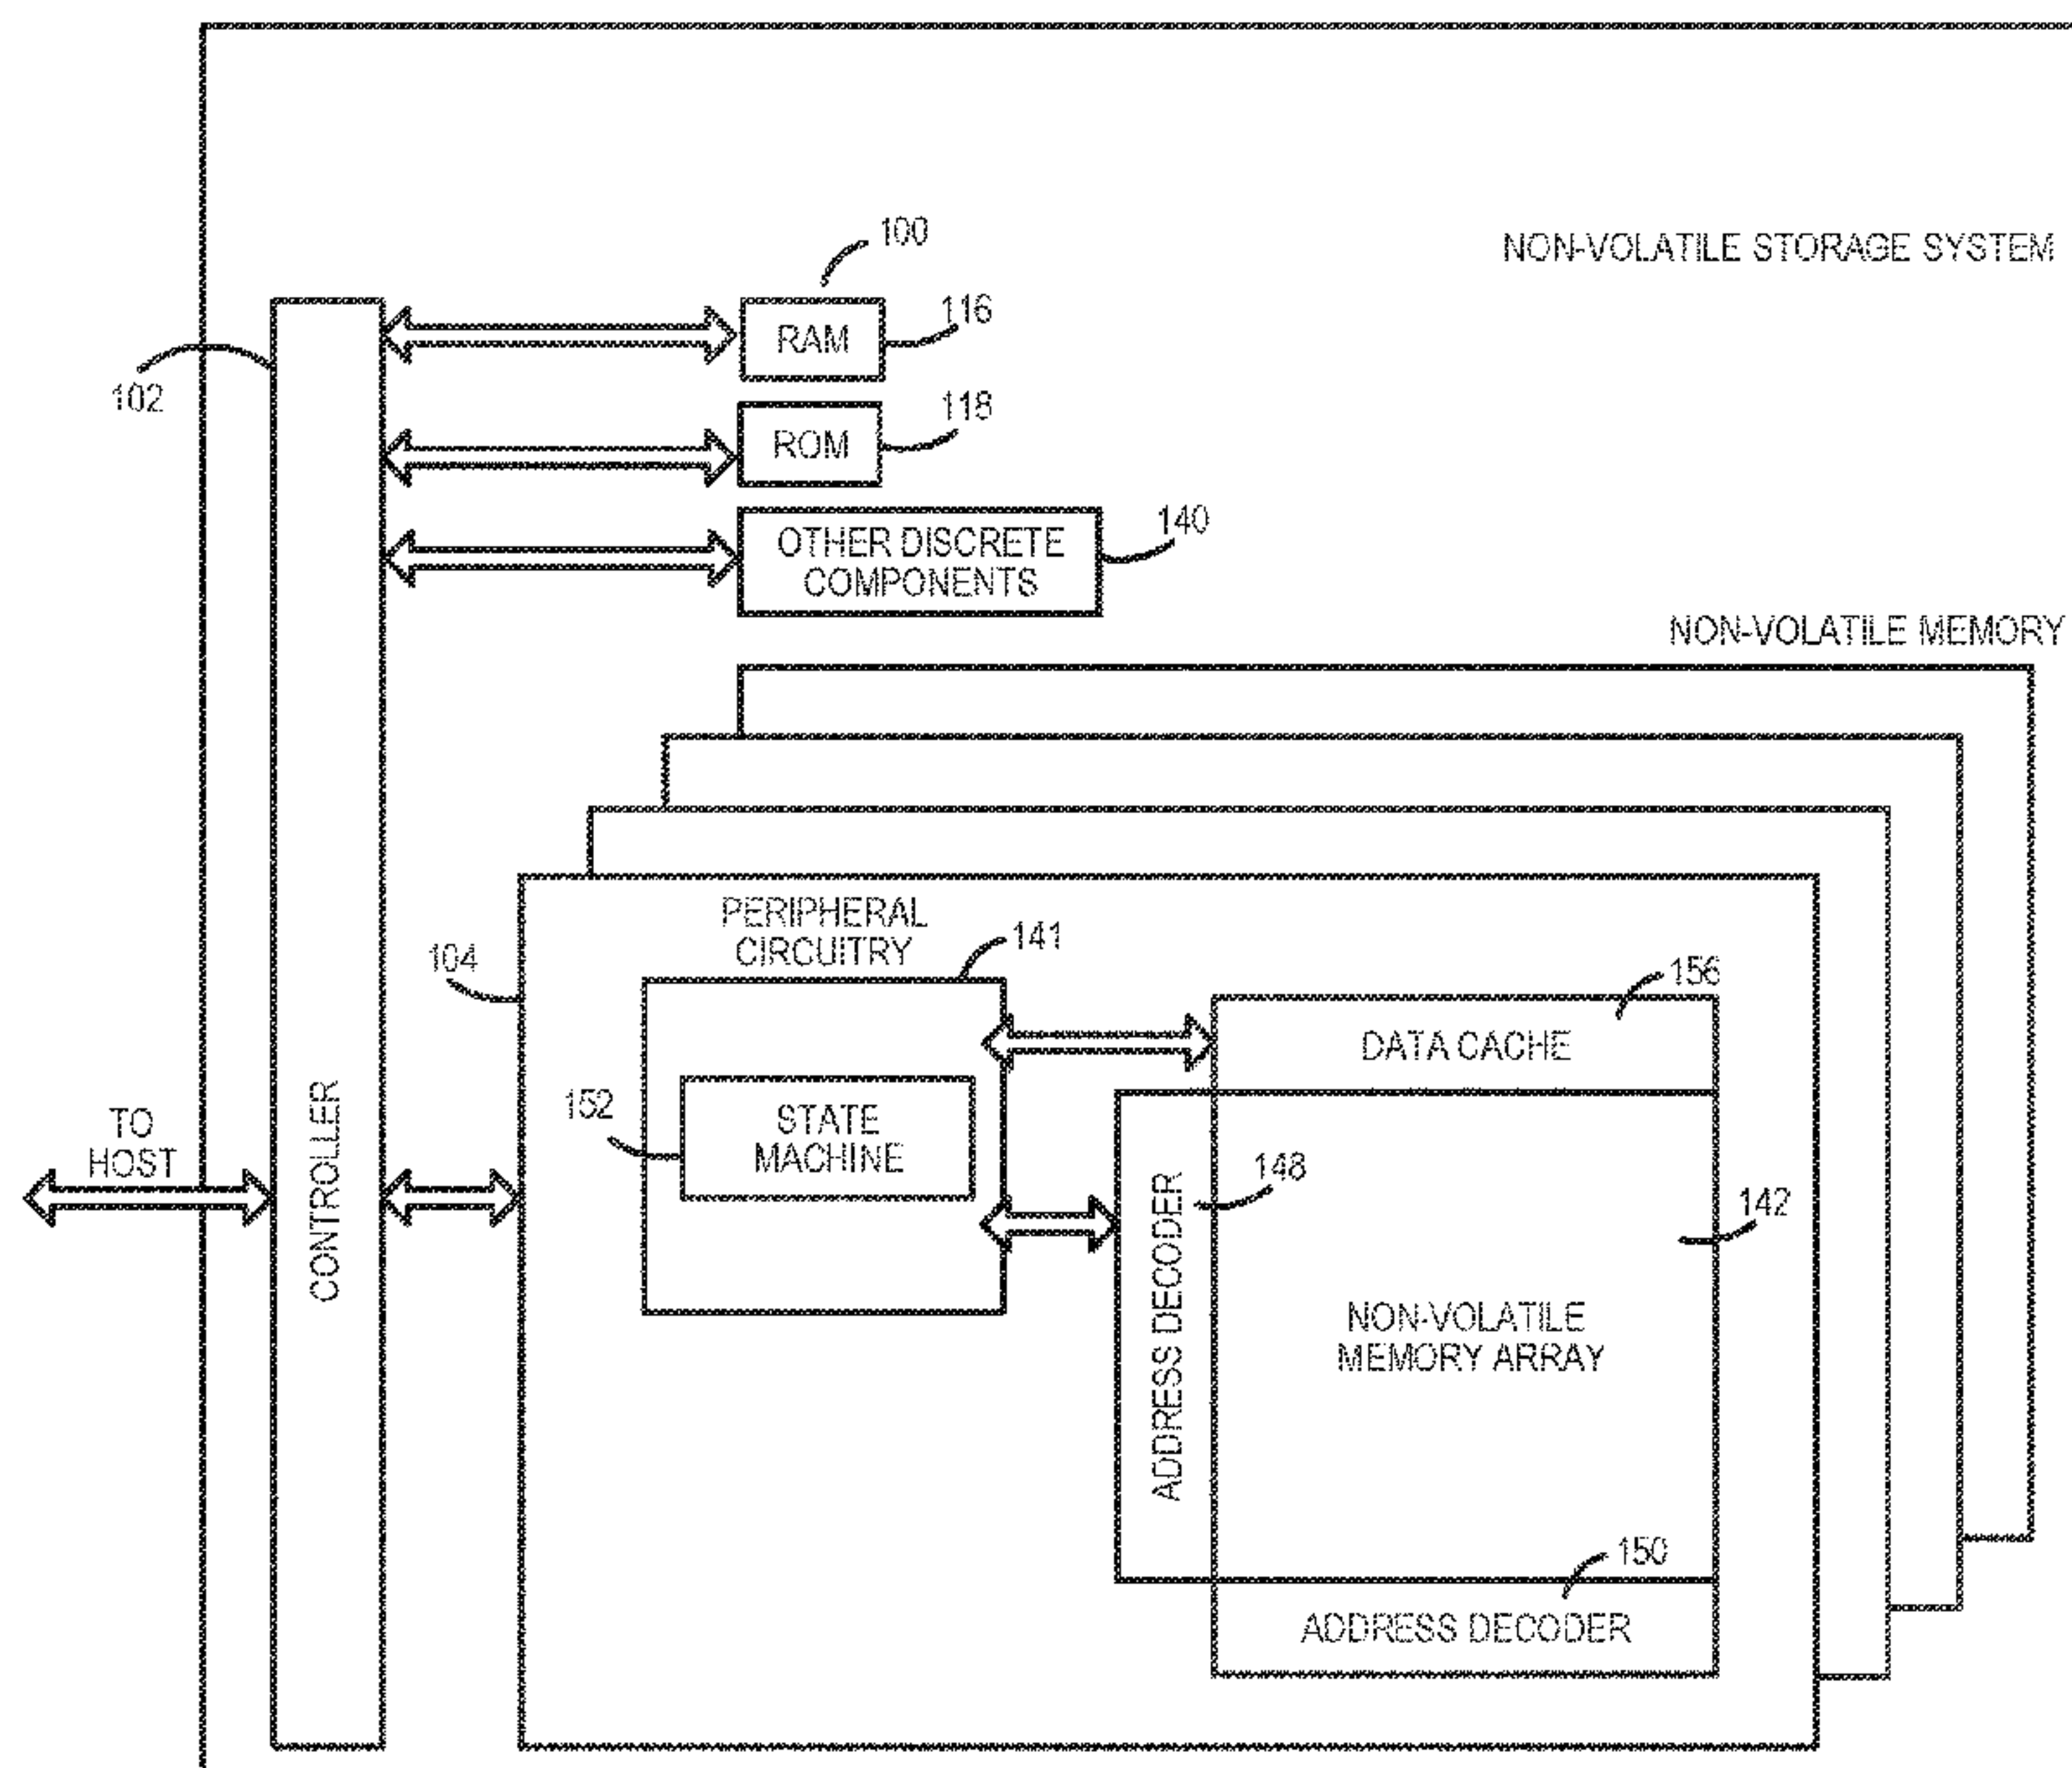 100
NON-VOLATILE STORAGE SYSTEM
RAM
116
102
ROM
118
OTHER DISCRETE
COMPONENTS
140
NON-VOLATILE MEMORY
PERIPHERAL
CIRCUITRY
141
104
156
DATA CACHE
152
STATE
MACHINE
TO
HOST
CONTROLLER
ADDRESS DECODER
148
142
NON-VOLATILE
MEMORY ARRAY
150
ADDRESS DECODER